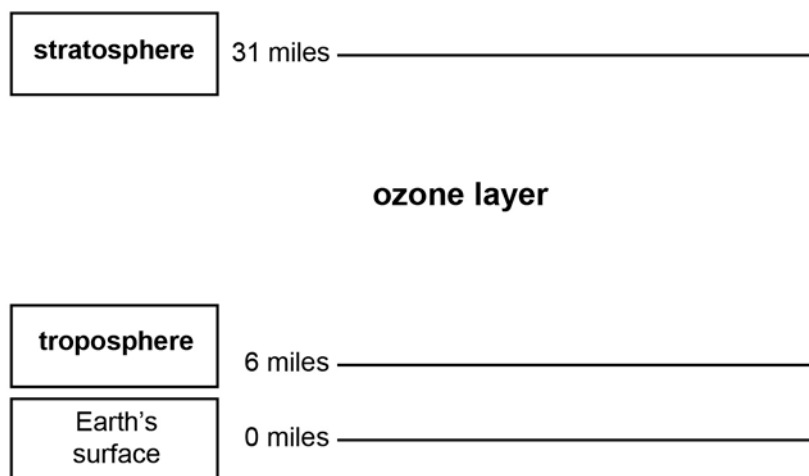 stratosphere 31 miles
ozone layer
troposphere
6 miles
Earth's
surface
0 miles